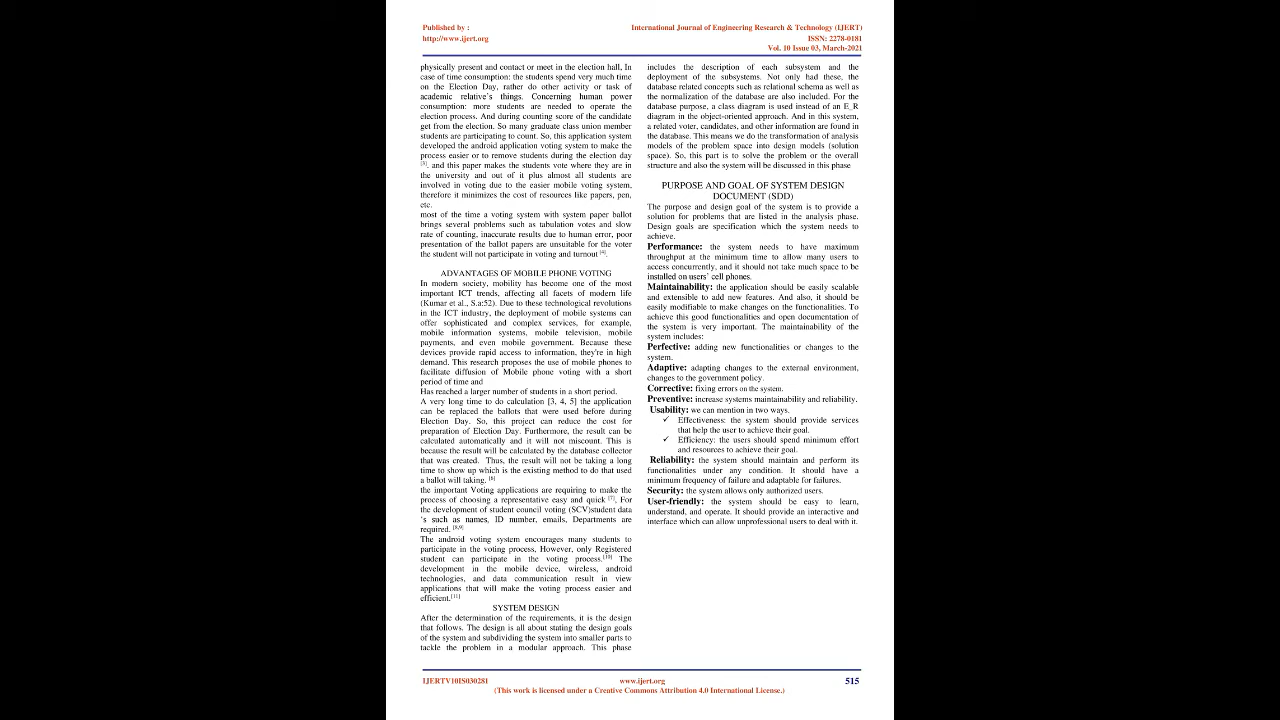 Published by :
International Journal of Engineering Research & Technology (IJERT)
http://www.ijert.org
ISSN: 2278-0181
Vol. 10 Issue 03, March-2021
physically present and contact or meet in the election hall, In
case of time consumption: the students spend very much time
on the Election Day, rather do other activity or task of
academic relative's things. Concerning human power
consumption: more students are needed to operate the
election process. And during counting score of the candidate
get from the election. So many graduate class union member
students are participating to count. So, this application system
developed the android application voting system to make the
process easier or to remove students during the election day
[3]. and this paper makes the students vote where they are in
the university and out of it plus almost all students are
involved in voting due to the easier mobile voting system,
therefore it minimizes the cost of resources like papers, pen,
etc.
most of the time a voting system with system paper ballot
brings several problems such as tabulation votes and slow
rate of counting, inaccurate results due to human error, poor
presentation of the ballot papers are unsuitable for the voter
the student will not participate in voting and turnout [4].
ADVANTAGES OF MOBILE PHONE VOTING
In modern society, mobility has become one of the most
important ICT trends, affecting all facets of modern life
(Kumar et al., S.a:52). Due to these technological revolutions
in the ICT industry, the deployment of mobile systems can
offer sophisticated and complex services, for example,
mobile information systems, mobile television, mobile
payments, and even mobile government. Because these
devices provide rapid access to information, they're in high
demand. This research proposes the use of mobile phones to
facilitate diffusion of Mobile phone voting with a short
period of time and
Has reached a larger number of students in a short period.
A very long time to do calculation [3, 4, 5] the application
can be replaced the ballots that were used before during
Election Day. So, this project can reduce the cost for
preparation of Election Day. Furthermore, the result can be
calculated automatically and it will not miscount. This is
because the result will be calculated by the database collector
that was created. Thus, the result will not be taking a long
time to show up which is the existing method to do that used
a ballot will taking. [6]
the important Voting applications are requiring to make the
process of choosing a representative easy and quick [7]. For
the development of student council voting (SCV)student data
's such as names, ID number, emails, Departments are
required. [8,9]
The android voting system encourages many students to
participate in the voting process, However, only Registered
student can participate in the voting process.[10] The
development in the mobile device, wireless, android
technologies, and data communication result in view
applications that will make the voting process easier and
efficient.[11]
SYSTEM DESIGN
After the determination of the requirements, it is the design
that follows. The design is all about stating the design goals
of the system and subdividing the system into smaller parts to
tackle the problem in a modular approach. This phase
includes the description of each subsystem and the
deployment of the subsystems. Not only had these, the
database related concepts such as relational schema as well as
the normalization of the database are also included. For the
database purpose, a class diagram is used instead of an E_R
diagram in the object-oriented approach. And in this system,
a related voter, candidates, and other information are found in
the database. This means we do the transformation of analysis
models of the problem space into design models (solution
space). So, this part is to solve the problem or the overall
structure and also the system will be discussed in this phase
PURPOSE AND GOAL OF SYSTEM DESIGN
DOCUMENT (SDD)
The purpose and design goal of the system is to provide a
solution for problems that are listed in the analysis phase.
Design goals are specification which the system needs to
achieve.
Performance: the system needs to have maximum
throughput at the minimum time to allow many users to
access concurrently, and it should not take much space to be
installed on users' cell phones.
Maintainability: the application should be easily scalable
and extensible to add new features. And also, it should be
easily modifiable to make changes on the functionalities. To
achieve this good functionalities and open documentation of
the system is very important. The maintainability of the
system includes:
Perfective: adding new functionalities or changes to the
system.
Adaptive: adapting changes to the external environment,
changes to the government policy.
Corrective: fixing errors on the system.
Preventive: increase systems maintainability and reliability.
Usability: we can mention in two ways.
✓ Effectiveness: the system should provide services
that help the user to achieve their goal.
✓ Efficiency: the users should spend minimum effort
and resources to achieve their goal.
Reliability: the system should maintain and perform its
functionalities under any condition. It should have a
minimum frequency of failure and adaptable for failures.
Security: the system allows only authorized users.
User-friendly: the system should be easy to learn,
understand, and operate. It should provide an interactive and
interface which can allow unprofessional users to deal with it.
IJERTV10IS030281
www.ijert.org
515
(This work is licensed under a Creative Commons Attribution 4.0 International License.)